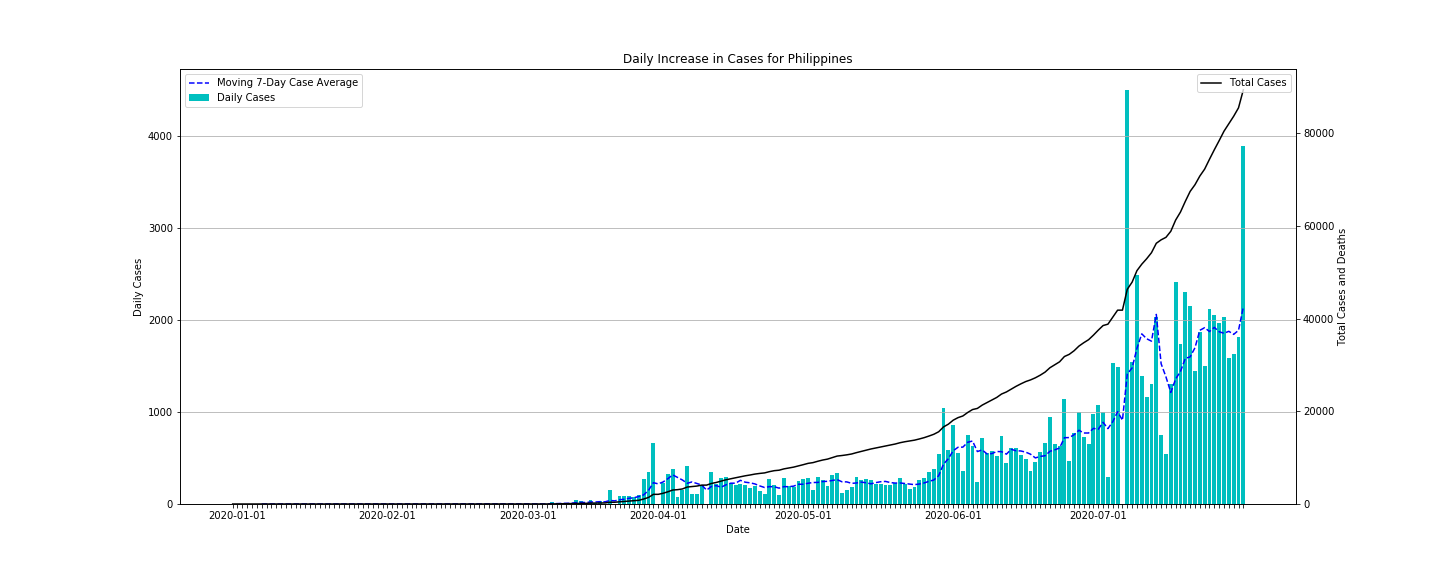 Daily Increase in Cases for Philippines
Moving 7-Day Case Average
Daily Cases
Total Cases
Daily Cases
4000
3000
2000
1000
0
Total Cases and Deaths
80000
60000
40000
20000
0
2020-01-01
2020-02-01
2020-03-01
2020-04-01
2020-05-01
2020-06-01
2020-07-01
Date